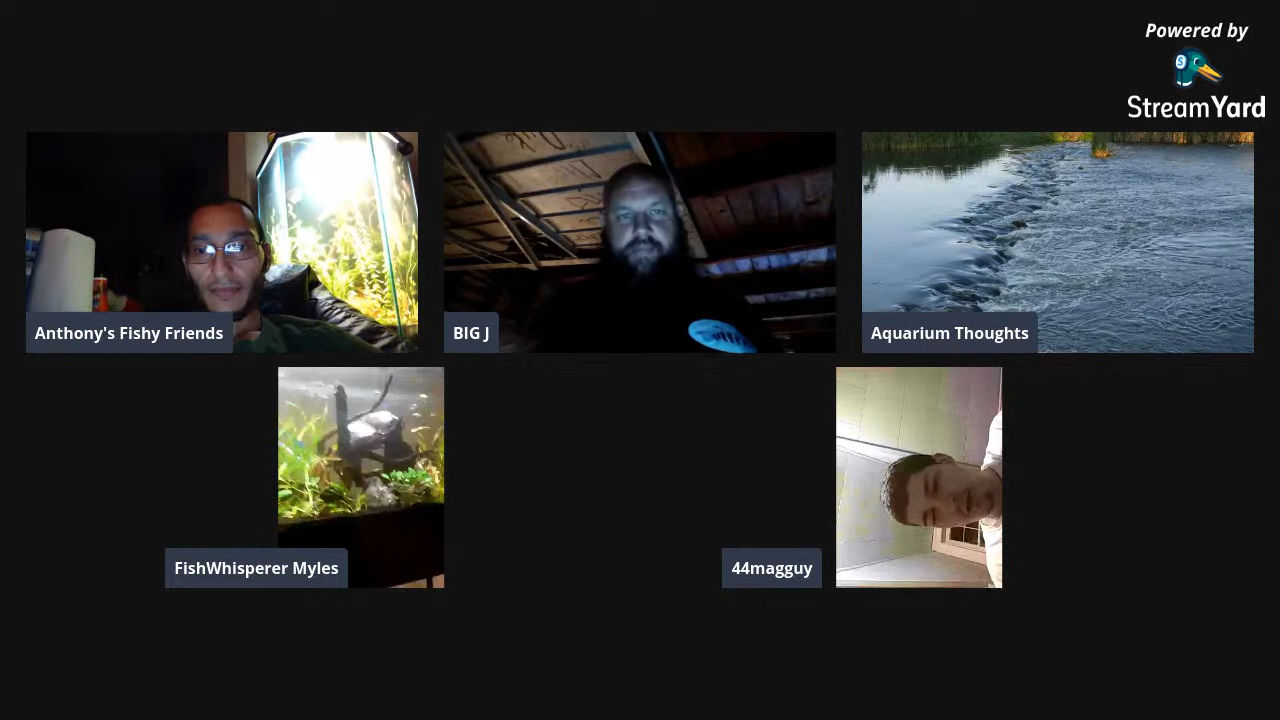 Powered by
StreamYard
Anthony's Fishy Friends
BIG J
Aquarium Thoughts
FishWhisperer Myles
44magguy